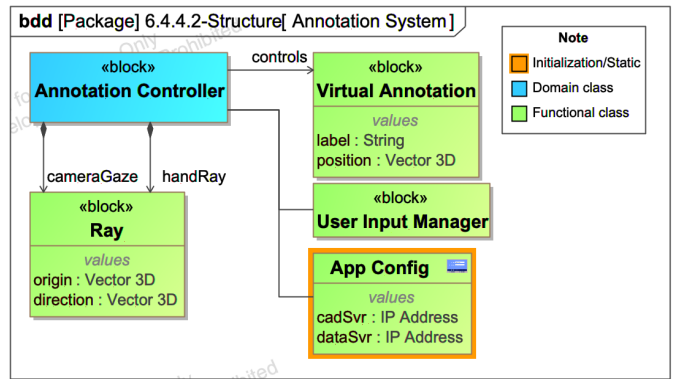 bdd [Package] 6.4.4.2-Structure[ Annotation System ]
Note
Initialization/Static
Domain class
Functional class
«block»
Annotation Controller
controls
«block»
Virtual Annotation
values
label : String
position : Vector 3D
cameraGaze
handRay
«block»
User Input Manager
«block»
Ray
values
origin : Vector 3D
direction : Vector 3D
App Config
values
cadSvr : IP Address
dataSvr : IP Address
Only
Prohibited